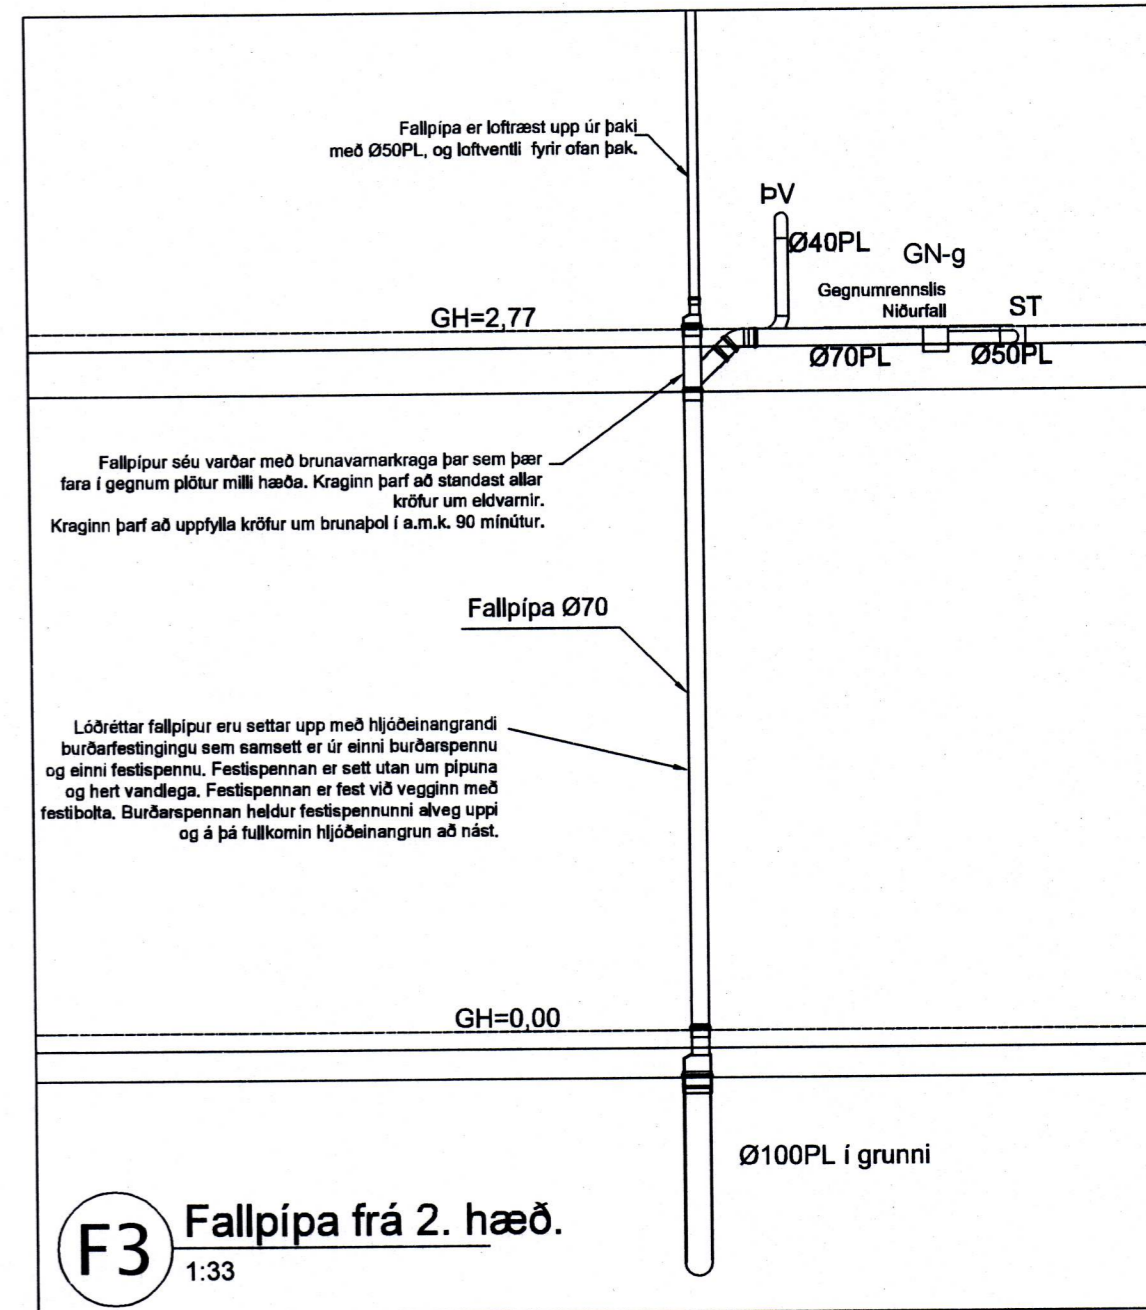 Fallpípa er loftræst upp úr þaki
með Ø50PL, og loftventli fyrir ofan þak.
ÞV
Ø40PL
GN-g
Gegnumrennslis
Niðurfall
ST
GH=2,77
Ø70PL
Ø50PL
Fallpípur séu varðar með brunavarnarkraga þar sem þær
fara í gegnum plötur milli hæða. Kraginn þarf að standast allar
kröfur um eldvarnir.
Kraginn þarf að uppfylla kröfur um brunaþol í a.m.k. 90 mínútur.
Fallpípa Ø70
Lóðréttar fallpípur eru settar upp með hljóðeinangrandi
burðarfestingingu sem samsett er úr einni burðarspennu
og einni festispennu. Festispennan er sett utan um pípuna
og hert vandlega. Festispennan er fest við vegginn með
festibolta. Burðarspennan heldur festispennunni alveg uppi
og á þá fullkomin hljóðeinangrun að nást.
GH=0,00
Ø100PL í grunni
F3
Fallpípa frá 2. hæð.
1:33